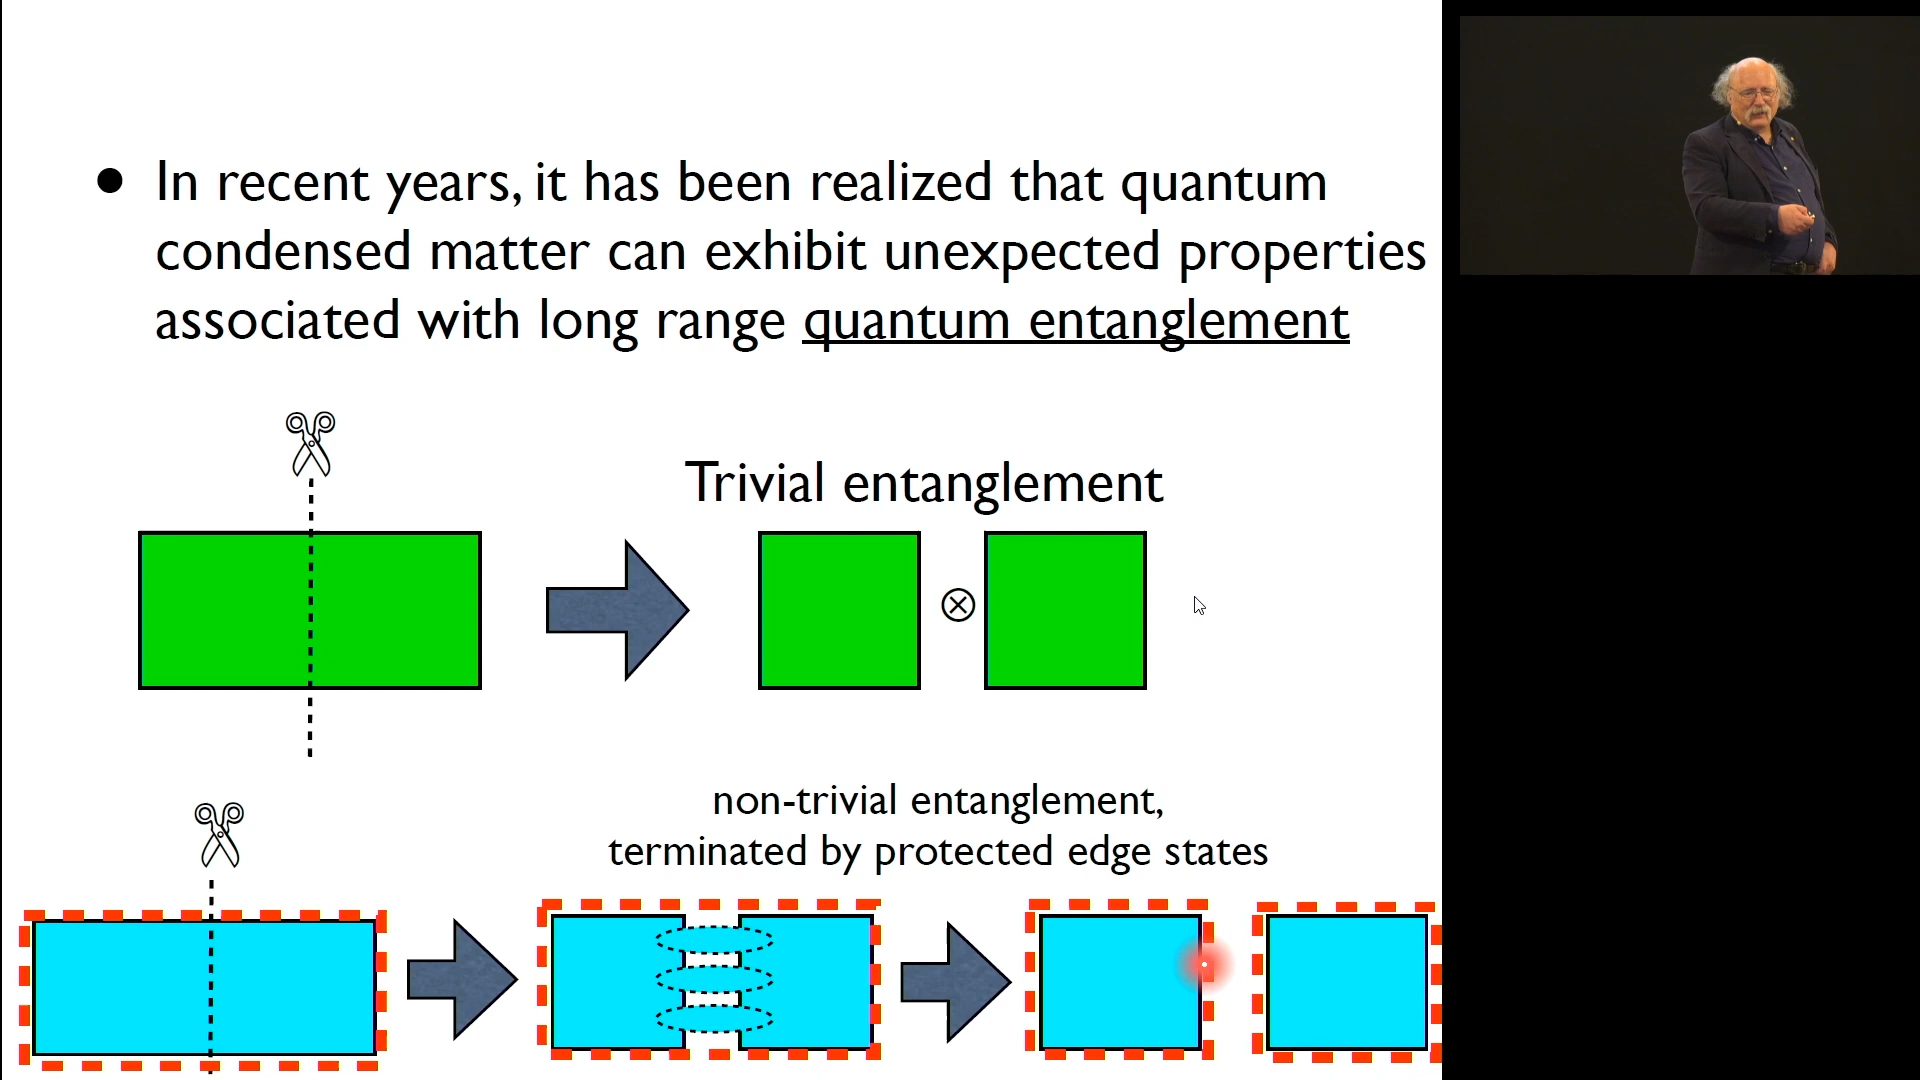 • In recent years, it has been realized that quantum
condensed matter can exhibit unexpected properties
associated with long range quantum entanglement
Trivial entanglement
⊗
non-trivial entanglement,
terminated by protected edge states